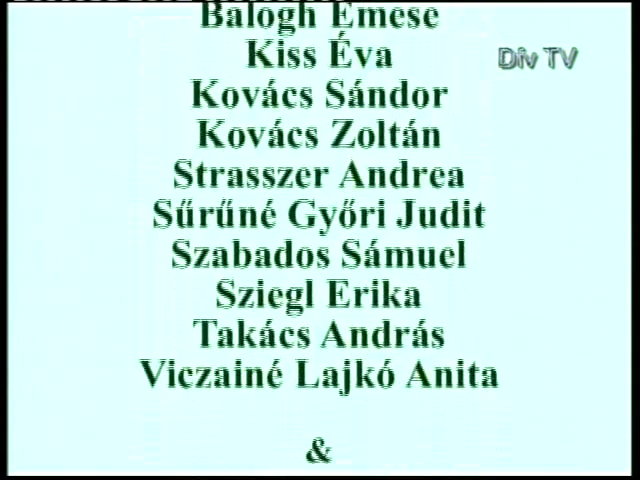 Balogh Emese
Kiss Éva
Div TV
Kovács Sándor
Kovács Zoltán
Strasszer Andrea
Sűrűné Győri Judit
Szabados Sámuel
Sziegl Erika
Takács András
Viczainé Lajkó Anita
&